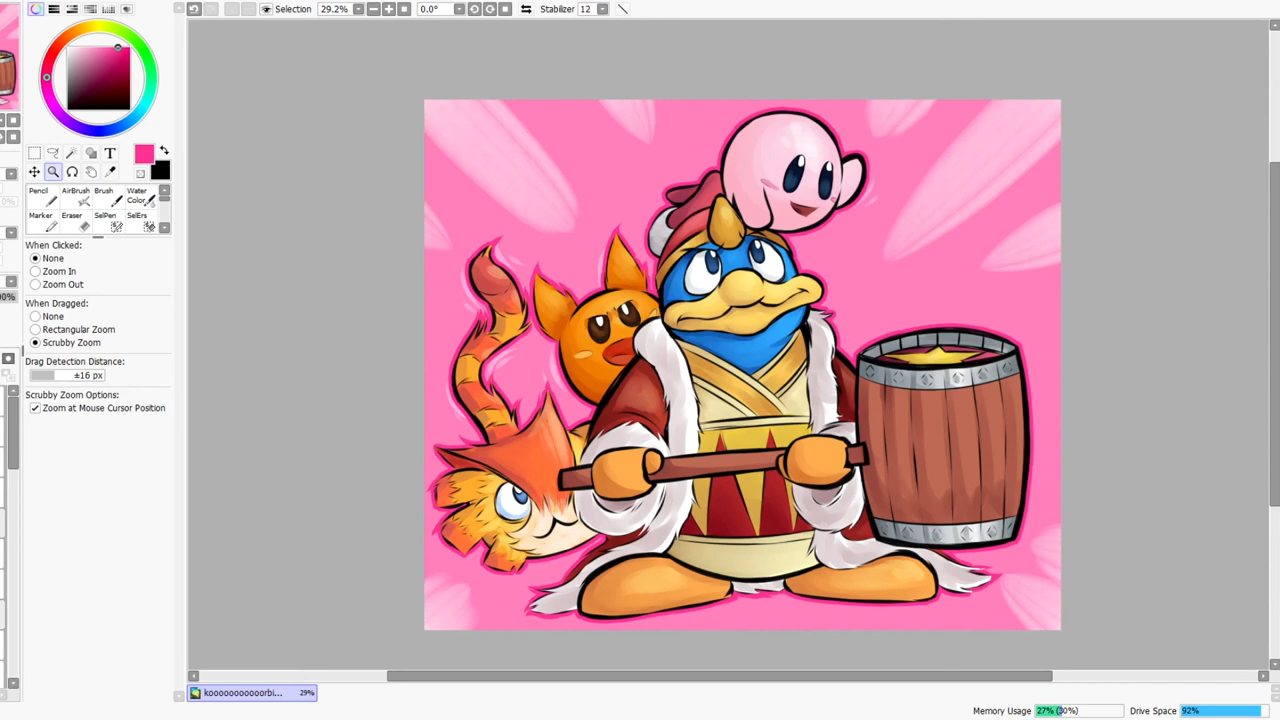 Selection 29.2% 0.0° Stabilizer 12
T
Pencil AirBrush Brush Water Color
Marker Eraser SelPen SelErs
0%
When Clicked:
None
Zoom In
Zoom Out
00%
When Dragged:
None
Rectangular Zoom
Scrubby Zoom
Drag Detection Distance:
±16 px
Scrubby Zoom Options:
Zoom at Mouse Cursor Position
kooooooooooorbi... 29%
Memory Usage 27% (30%) Drive Space 92%